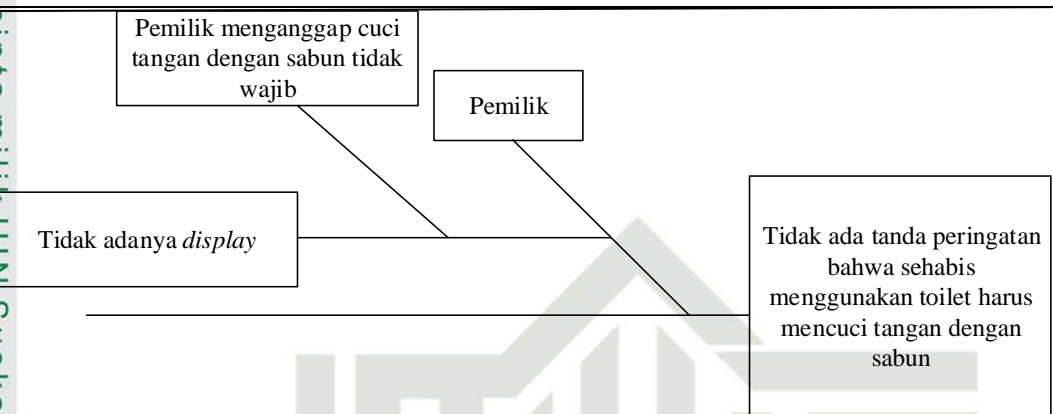 Pemilik menganggap cuci
tangan dengan sabun tidak
wajib
Pemilik
Tidak adanya display
Tidak ada tanda peringatan
bahwa sehabis
menggunakan toilet harus
mencuci tangan dengan
sabun